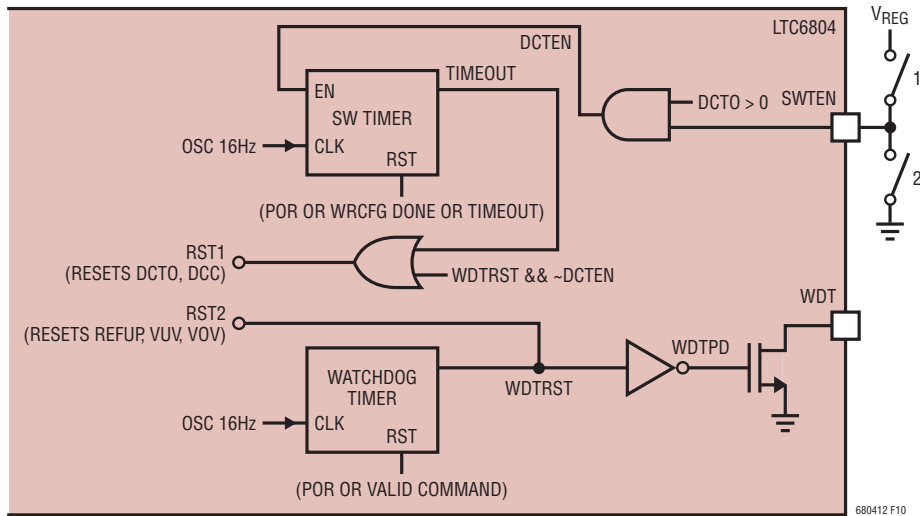 LTC6804
VREG
DCTEN
TIMEOUT
EN
SW TIMER
DCTO > 0
SWTEN
1
OSC 16Hz
CLK
RST
2
(POR OR WRCFG DONE OR TIMEOUT)
RST1
(RESETS DCTO, DCC)
WDTRST && ~DCTEN
RST2
(RESETS REFUP, VUV, VOV)
WDT
WATCHDOG
TIMER
WDTPD
WDTRST
OSC 16Hz
CLK
RST
(POR OR VALID COMMAND)
680412 F10